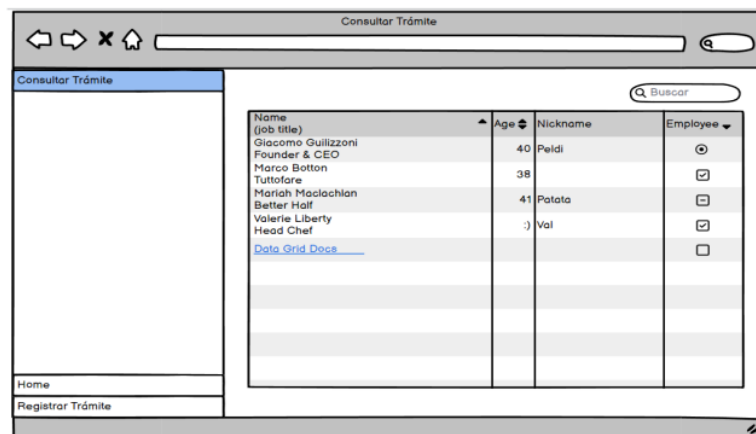 Consultar Trámite
Consultar Trámite
Buscar
Name
(job title)
Age
Nickname
Employee
Giacomo Guilizzoni
Founder & CEO
40
Peldi
Marco Botton
Tuttofare
38
Mariah Maclachlan
Better Half
41
Patata
Valerie Liberty
Head Chef
:)
Val
Data Grid Docs
Home
Registrar Trámite